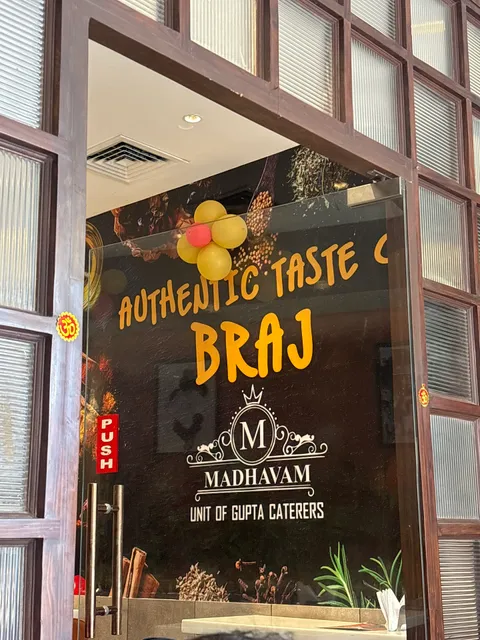 AUTHENTIC TASTE
BRAJ
M
MADHAVAM
UNIT OF GUPTA CATERERS
PUSH
ॐ